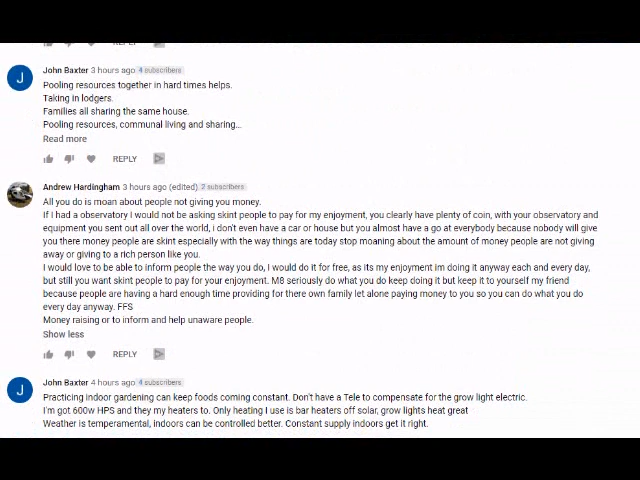 REPLY
J
John Baxter 3 hours ago 4 subscribers
Pooling resources together in hard times helps.
Taking in lodgers.
Families all sharing the same house.
Pooling resources, communal living and sharing...
Read more
REPLY
Andrew Hardingham 3 hours ago (edited) 2 subscribers
All you do is moan about people not giving you money.
If I had a observatory I would not be asking skint people to pay for my enjoyment, you clearly have plenty of coin, with your observatory and
equipment you sent out all over the world, i don't even have a car or house but you almost have a go at everybody because nobody will give
you there money people are skint especially with the way things are today stop moaning about the amount of money people are not giving
away or giving to a rich person like you.
I would love to be able to inform people the way you do, I would do it for free, as its my enjoyment im doing it anyway each and every day,
but still you want skint people to pay for your enjoyment. M8 seriously do what you do keep doing it but keep it to yourself my friend
because people are having a hard enough time providing for there own family let alone paying money to you so you can do what you do
every day anyway. FFS
Money raising or to inform and help unaware people.
Show less
REPLY
J
John Baxter 4 hours ago 4 subscribers
Practicing indoor gardening can keep foods coming constant. Don't have a Tele to compensate for the grow light electric.
I'm got 600w HPS and they my heaters to. Only heating I use is bar heaters off solar, grow lights heat great
Weather is temperamental, indoors can be controlled better. Constant supply indoors get it right.